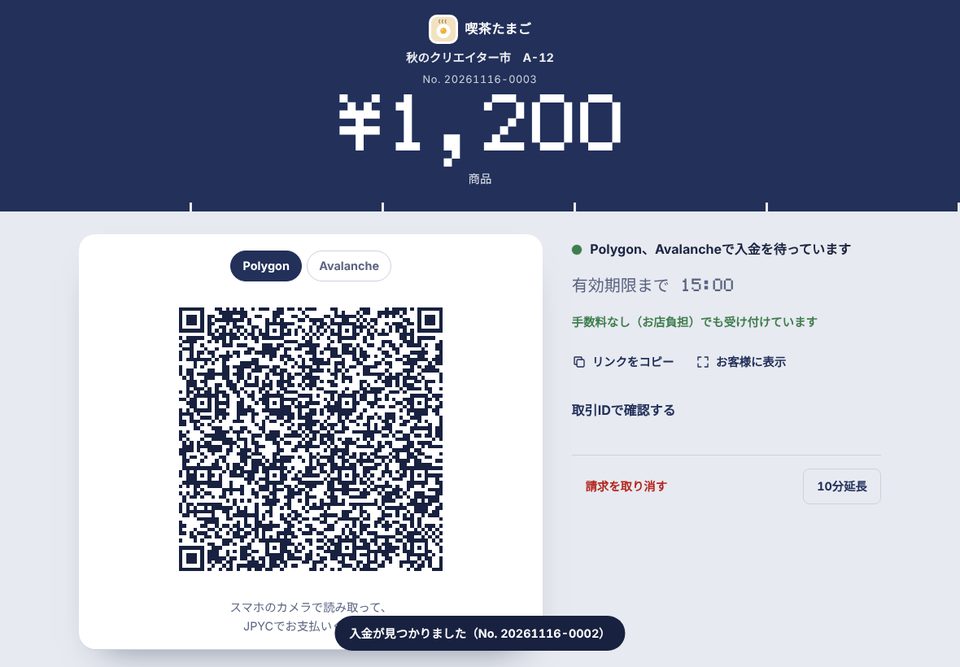 喫茶たまご
秋のクリエイター市　A-12
No. 20261116-0003
¥1,200
商品
Polygon
Avalanche
スマホのカメラで読み取って、
JPYCでお支払い
Polygon、Avalancheで入金を待っています
有効期限まで 15:00
手数料なし（お店負担）でも受け付けています
リンクをコピー
お客様に表示
取引IDで確認する
請求を取り消す
10分延長
入金が見つかりました（No. 20261116-0002）